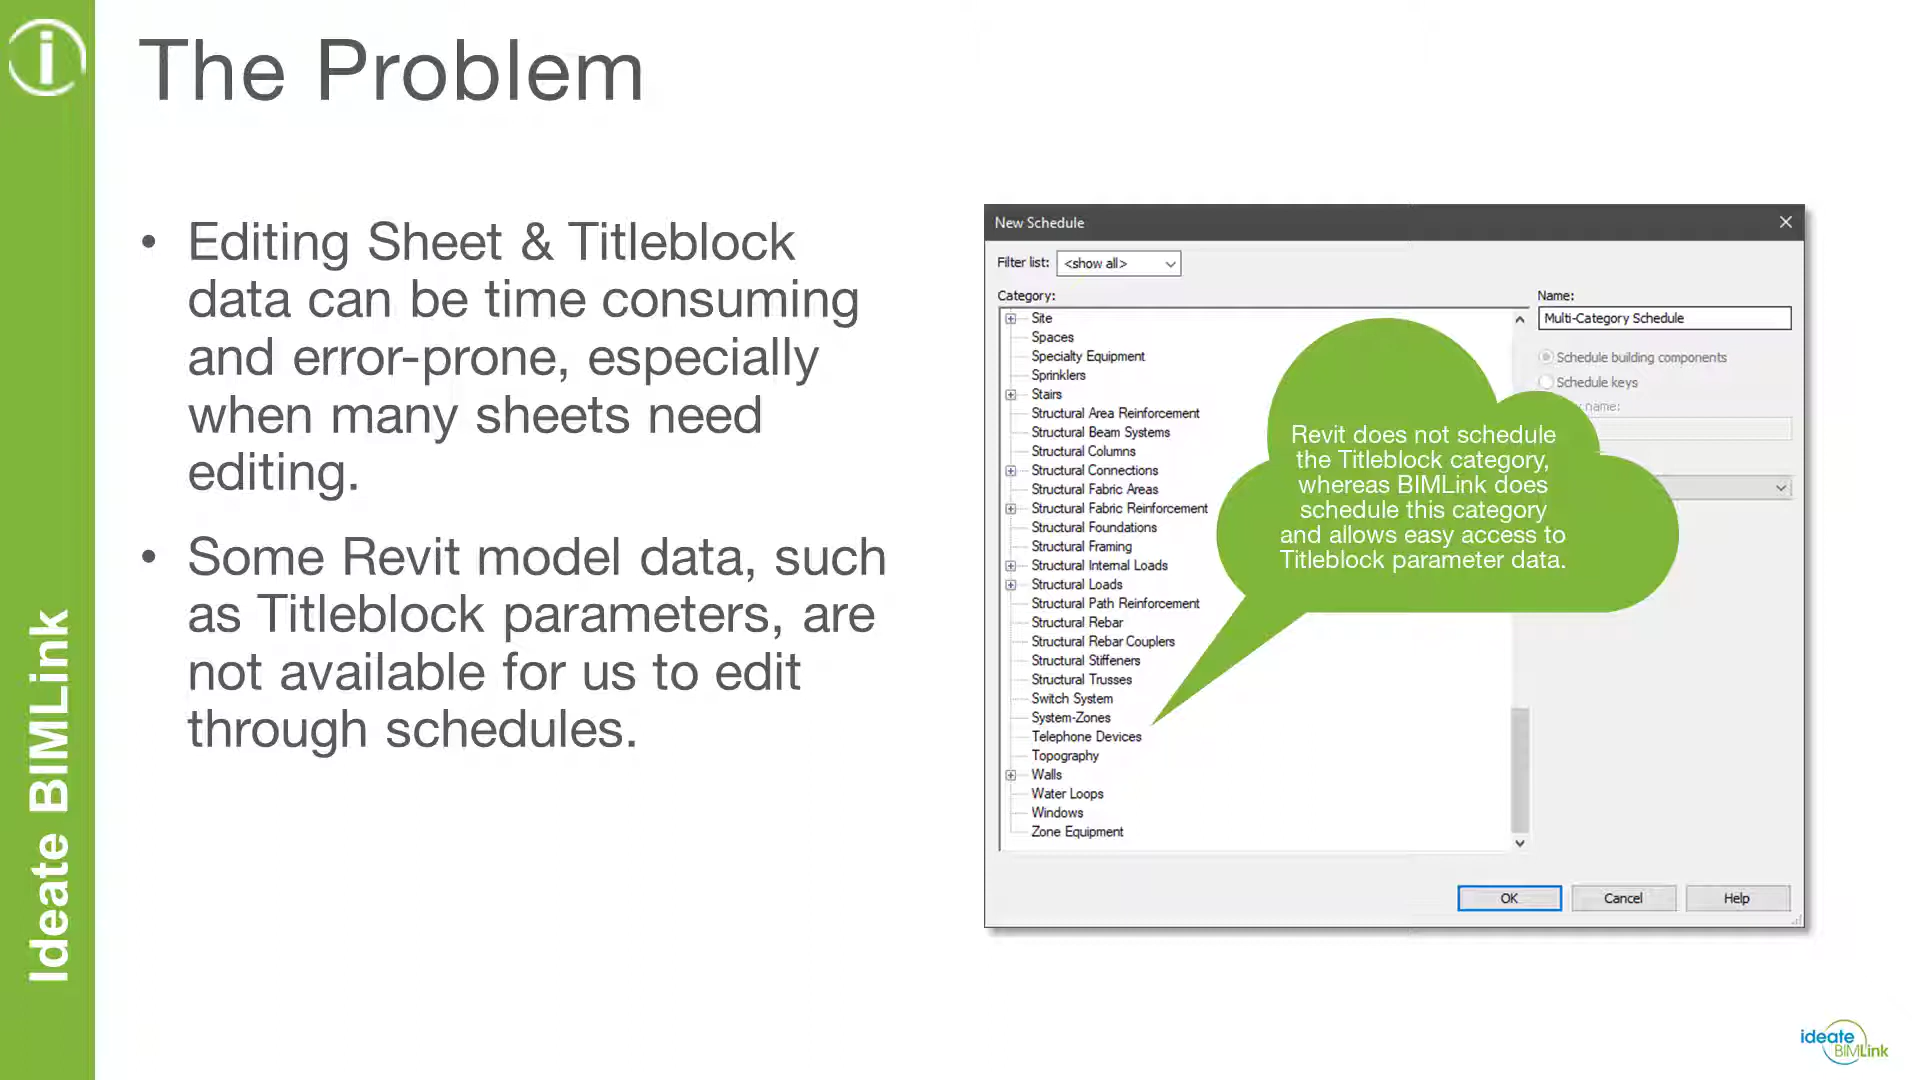 The Problem
• Editing Sheet & Titleblock
data can be time consuming
and error-prone, especially
when many sheets need
editing.
• Some Revit model data, such
as Titleblock parameters, are
not available for us to edit
through schedules.
Ideate BIMLink
New Schedule
Filter list: <show all>
Category:
Site
Spaces
Specialty Equipment
Sprinklers
Stairs
Structural Area Reinforcement
Structural Beam Systems
Structural Columns
Structural Connections
Structural Fabric Areas
Structural Fabric Reinforcement
Structural Foundations
Structural Framing
Structural Internal Loads
Structural Loads
Structural Path Reinforcement
Structural Rebar
Structural Rebar Couplers
Structural Stiffeners
Structural Trusses
Switch System
System-Zones
Telephone Devices
Topography
Walls
Water Loops
Windows
Zone Equipment
Name:
Multi-Category Schedule
Schedule building components
Schedule keys
name:
Revit does not schedule
the Titleblock category,
whereas BIMLink does
schedule this category
and allows easy access to
Titleblock parameter data.
OK
Cancel
Help
ideate
BIMLink